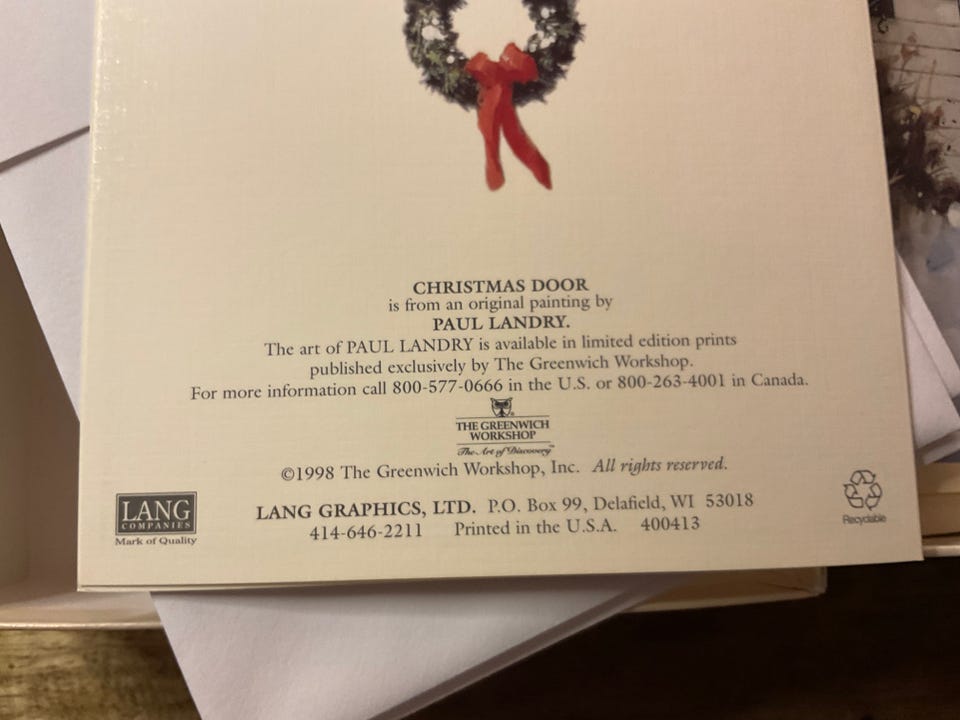 CHRISTMAS DOOR
is from an original painting by
PAUL LANDRY.
The art of PAUL LANDRY is available in limited edition prints
published exclusively by The Greenwich Workshop.
For more information call 800-577-0666 in the U.S. or 800-263-4001 in Canada.
THE GREENWICH
WORKSHOP
The Art of Discovery™
©1998 The Greenwich Workshop, Inc. All rights reserved.
LANG GRAPHICS, LTD. P.O. Box 99, Delafield, WI 53018
414-646-2211 Printed in the U.S.A. 400413
LANG
COMPANIES
Mark of Quality
Recyclable